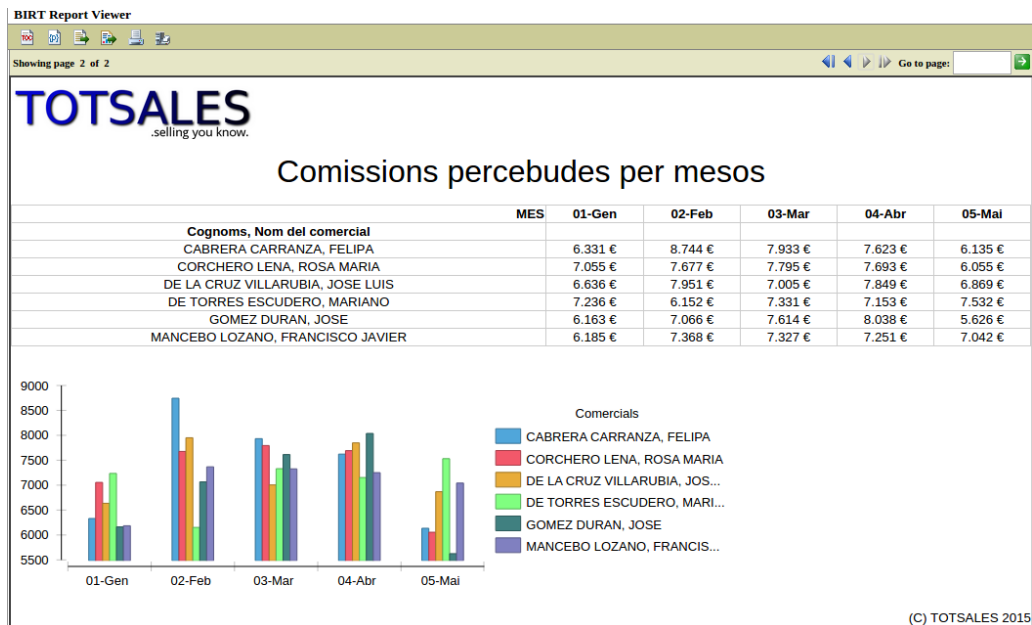 BIRT Report Viewer
TOC
Showing page 2 of 2
Go to page:
TOTSALES
.selling you know.
Comissions percebudes per mesos
MES 01-Gen 02-Feb 03-Mar 04-Abr 05-Mai
Cognoms, Nom del comercial
CABRERA CARRANZA, FELIPA 6.331 € 8.744 € 7.933 € 7.623 € 6.135 €
CORCHERO LENA, ROSA MARIA 7.055 € 7.677 € 7.795 € 7.693 € 6.055 €
DE LA CRUZ VILLARUBIA, JOSE LUIS 6.636 € 7.951 € 7.005 € 7.849 € 6.869 €
DE TORRES ESCUDERO, MARIANO 7.236 € 6.152 € 7.331 € 7.153 € 7.532 €
GOMEZ DURAN, JOSE 6.163 € 7.066 € 7.614 € 8.038 € 5.626 €
MANCEBO LOZANO, FRANCISCO JAVIER 6.185 € 7.368 € 7.327 € 7.251 € 7.042 €
9000
8500
8000
7500
7000
6500
6000
5500
01-Gen 02-Feb 03-Mar 04-Abr 05-Mai
Comercials
CABRERA CARRANZA, FELIPA
CORCHERO LENA, ROSA MARIA
DE LA CRUZ VILLARUBIA, JOS...
DE TORRES ESCUDERO, MARI...
GOMEZ DURAN, JOSE
MANCEBO LOZANO, FRANCIS...
(C) TOTSALES 2015